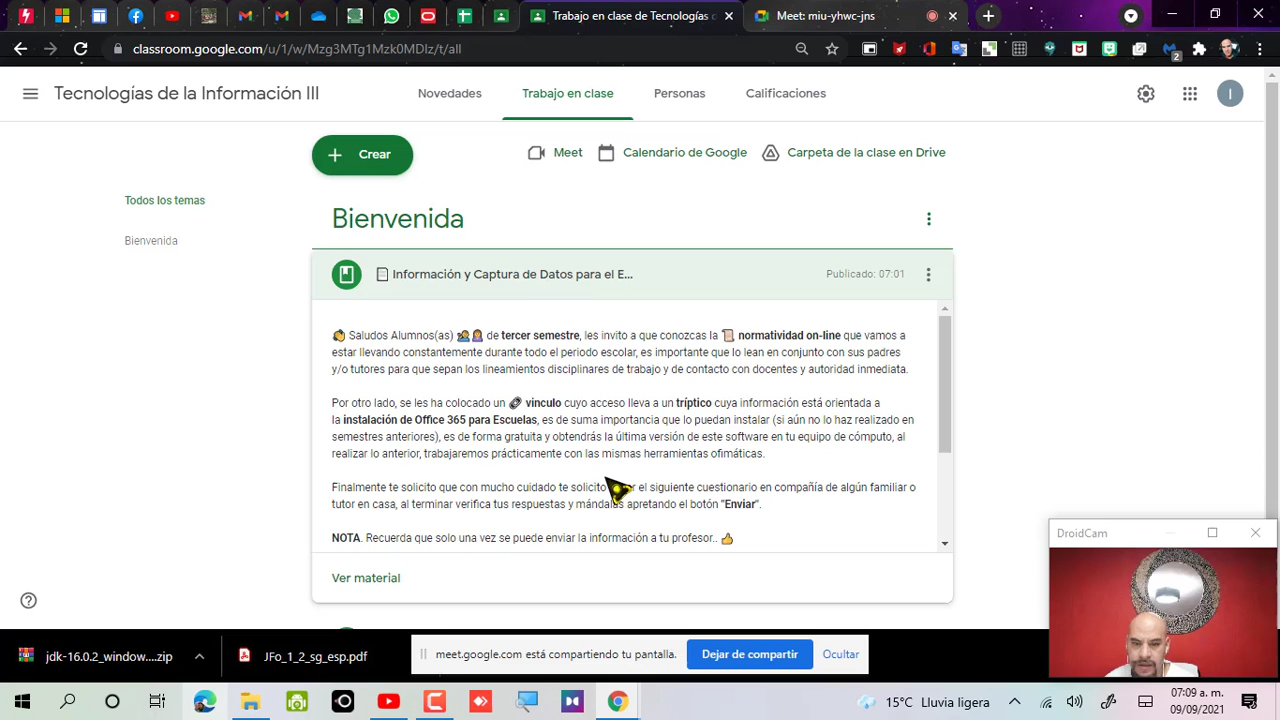 Trabajo en clase de Tecnologías d
Meet: miu-yhwc-jns
classroom.google.com/u/1/w/Mzg3MTg1Mzk0MDlz/t/all
2
Tecnologías de la Información III
Novedades
Trabajo en clase
Personas
Calificaciones
I
Crear
Meet
Calendario de Google
Carpeta de la clase en Drive
Todos los temas
Bienvenida
Bienvenida
Información y Captura de Datos para el E...
Publicado: 07:01
Saludos Alumnos(as) de tercer semestre, les invito a que conozcas la normatividad on-line que vamos a
estar llevando constantemente durante todo el periodo escolar, es importante que lo lean en conjunto con sus padres
y/o tutores para que sepan los lineamientos disciplinares de trabajo y de contacto con docentes y autoridad inmediata.
Por otro lado, se les ha colocado un vinculo cuyo acceso lleva a un tríptico cuya información está orientada a
la instalación de Office 365 para Escuelas, es de suma importancia que lo puedan instalar (si aún no lo haz realizado en
semestres anteriores), es de forma gratuita y obtendrás la última versión de este software en tu equipo de cómputo, al
realizar lo anterior, trabajaremos prácticamente con las mismas herramientas ofimáticas.
Finalmente te solicito que con mucho cuidado te solicito el siguiente cuestionario en compañía de algún familiar o
tutor en casa, al terminar verifica tus respuestas y mándalas apretando el botón "Enviar".
NOTA. Recuerda que solo una vez se puede enviar la información a tu profesor..
Ver material
DroidCam
jdk-16.0.2_window....zip
JFo_1_2_sg_esp.pdf
meet.google.com está compartiendo tu pantalla.
Dejar de compartir
Ocultar
15°C Lluvia ligera
07:09 a. m.
09/09/2021